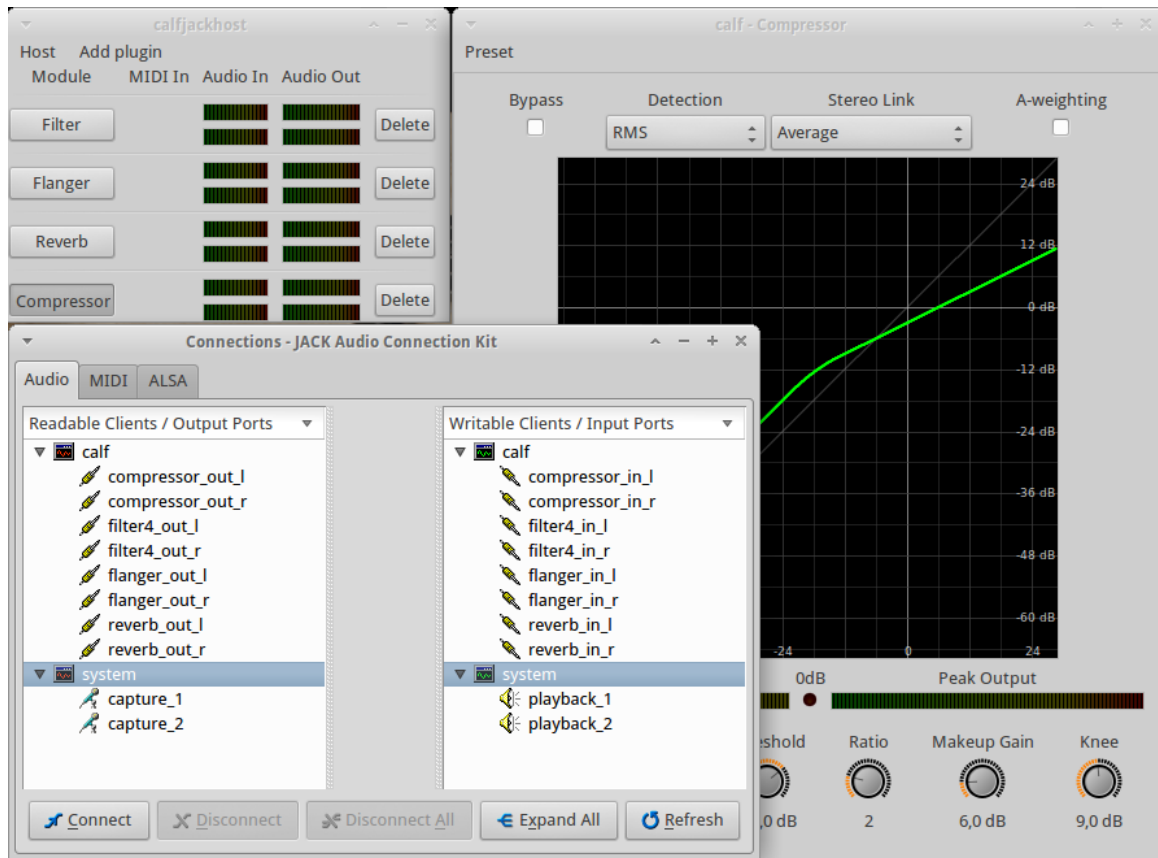 calfjackhost
Host Add plugin
Module MIDI In Audio In Audio Out
Filter Delete
Flanger Delete
Reverb Delete
Compressor Delete
calf - Compressor
Preset
Bypass Detection Stereo Link A-weighting
RMS Average
24 dB
12 dB
0 dB
-12 dB
-24 dB
-36 dB
-48 dB
-60 dB
-24 0 24
0dB Peak Output
Ratio Makeup Gain Knee
,0 dB 2 6,0 dB 9,0 dB
Connections - JACK Audio Connection Kit
Audio MIDI ALSA
Readable Clients / Output Ports
calf
compressor_out_l
compressor_out_r
filter4_out_l
filter4_out_r
flanger_out_l
flanger_out_r
reverb_out_l
reverb_out_r
system
capture_1
capture_2
Writable Clients / Input Ports
calf
compressor_in_l
compressor_in_r
filter4_in_l
filter4_in_r
flanger_in_l
flanger_in_r
reverb_in_l
reverb_in_r
system
playback_1
playback_2
Connect Disconnect Disconnect All Expand All Refresh